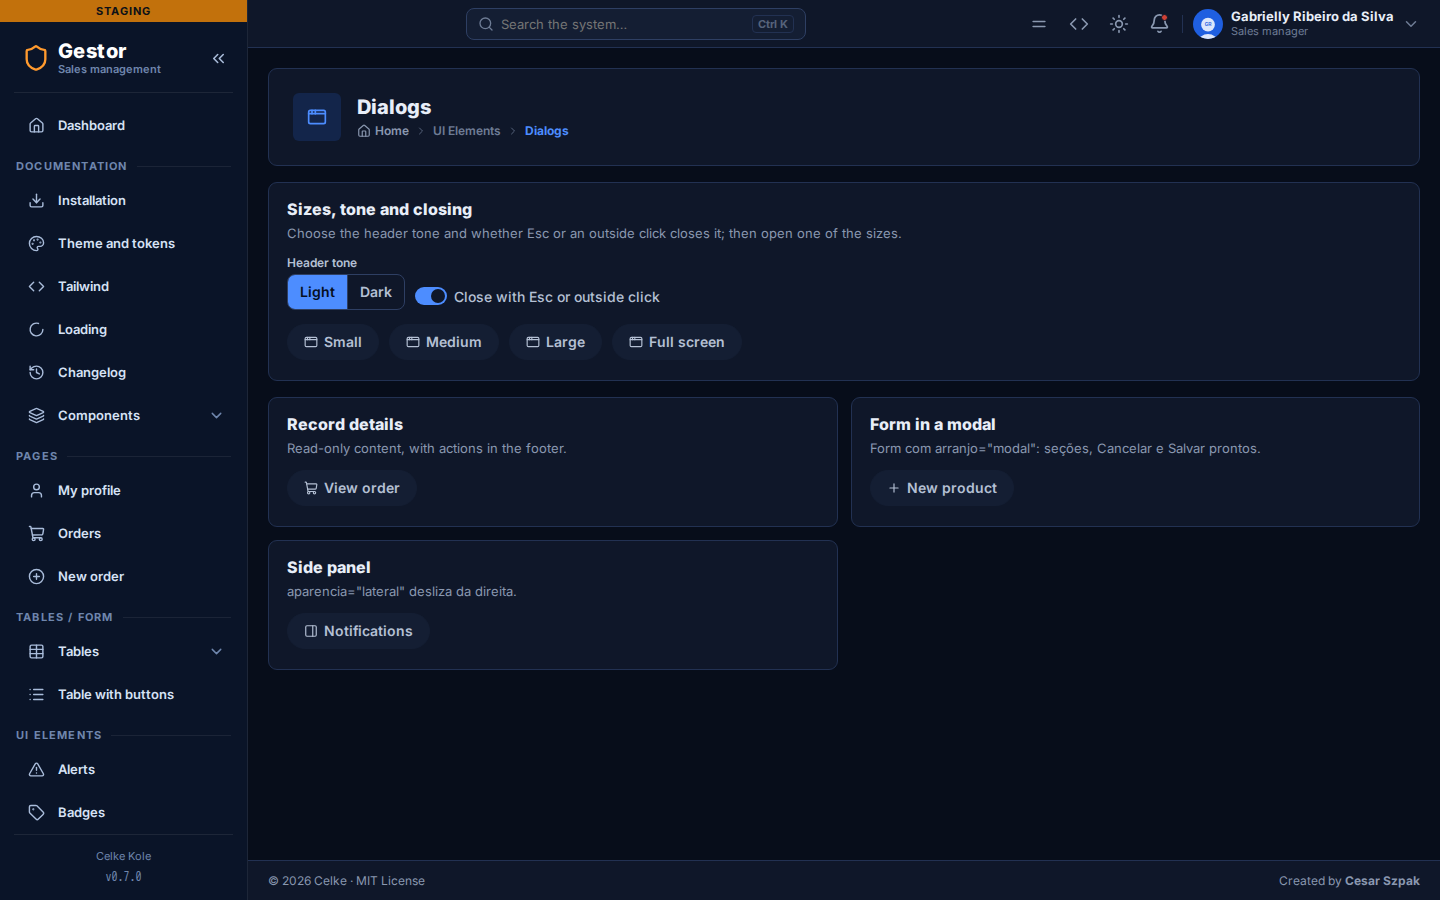 STAGING
Gestor
Sales management
Dashboard
DOCUMENTATION
Installation
Theme and tokens
Tailwind
Loading
Changelog
Components
PAGES
My profile
Orders
New order
TABLES / FORM
Tables
Table with buttons
UI ELEMENTS
Alerts
Badges
Celke Kole
v0.7.0
Search the system...
Ctrl K
GR
Gabrielly Ribeiro da Silva
Sales manager
Dialogs
Home > UI Elements > Dialogs
Sizes, tone and closing
Choose the header tone and whether Esc or an outside click closes it; then open one of the sizes.
Header tone
Light Dark Close with Esc or outside click
Small Medium Large Full screen
Record details
Read-only content, with actions in the footer.
View order
Form in a modal
Form com arranjo="modal": seções, Cancelar e Salvar prontos.
New product
Side panel
aparencia="lateral" desliza da direita.
Notifications
© 2026 Celke · MIT License
Created by Cesar Szpak